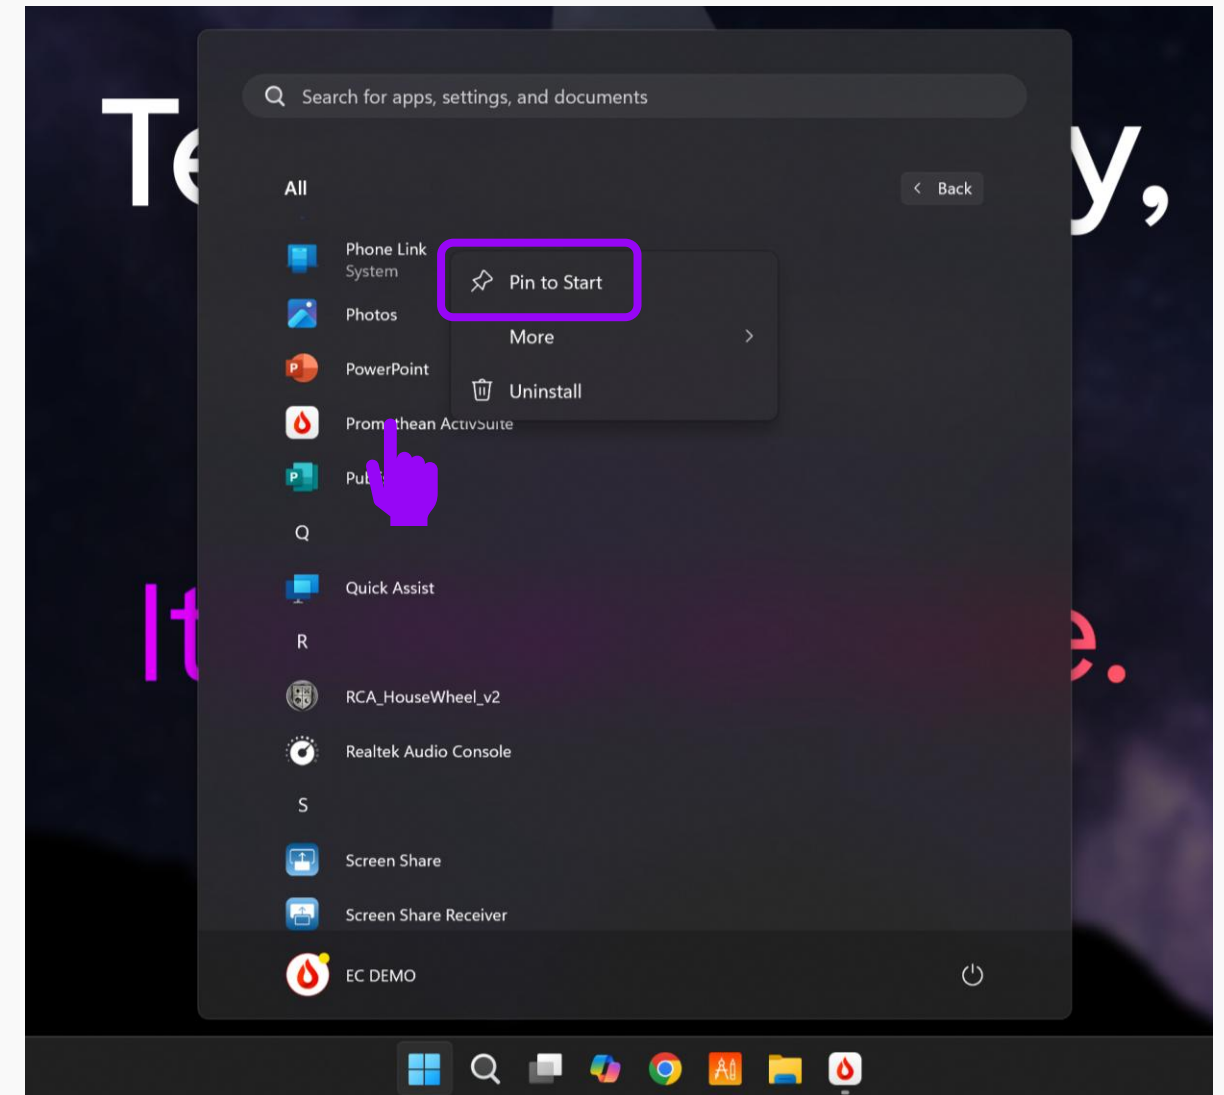 Search for apps, settings, and documents
All
Back
Phone Link
System
Pin to Start
Photos
More
PowerPoint
Uninstall
Promethean ActivSuite
Q
Quick Assist
R
RCA_HouseWheel_v2
Realtek Audio Console
S
Screen Share
Screen Share Receiver
EC DEMO